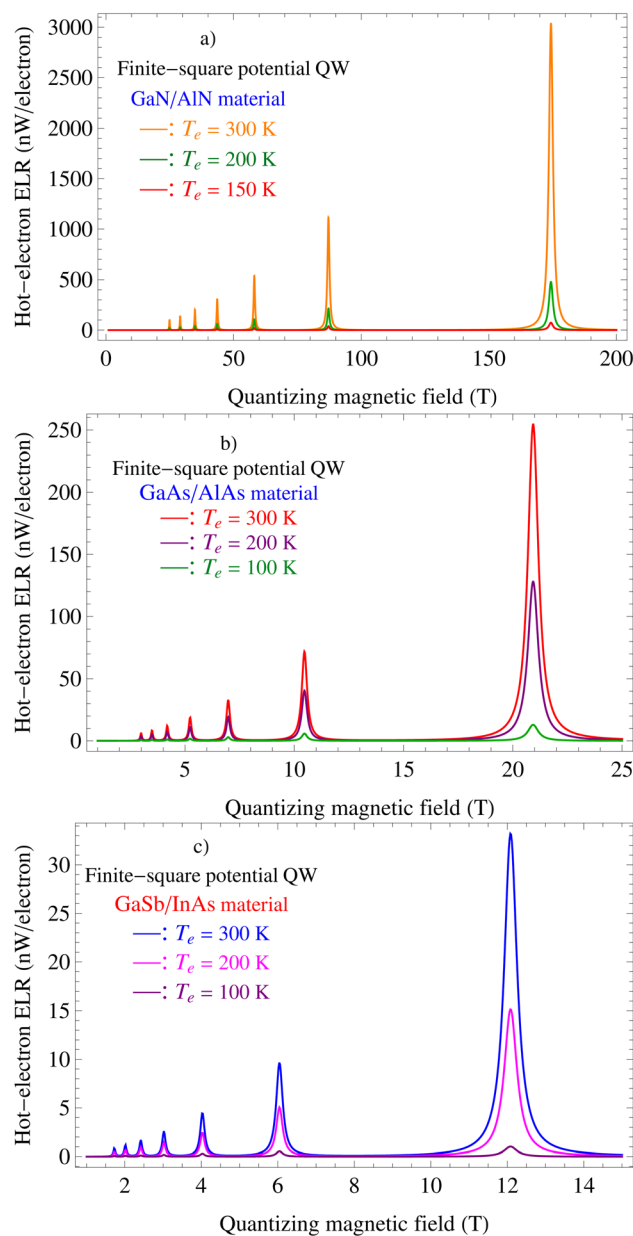 a)
Finite−square potential QW
GaN/AlN material
: Te = 300 K
: Te = 200 K
: Te = 150 K
Hot−electron ELR (nW/electron)
3000
2500
2000
1500
1000
500
0
0 50 100 150 200
Quantizing magnetic field (T)
b)
Finite−square potential QW
GaAs/AlAs material
: Te = 300 K
: Te = 200 K
: Te = 100 K
Hot−electron ELR (nW/electron)
250
200
150
100
50
0
5 10 15 20 25
Quantizing magnetic field (T)
c)
Finite−square potential QW
GaSb/InAs material
: Te = 300 K
: Te = 200 K
: Te = 100 K
Hot−electron ELR (nW/electron)
30
25
20
15
10
5
0
2 4 6 8 10 12 14
Quantizing magnetic field (T)